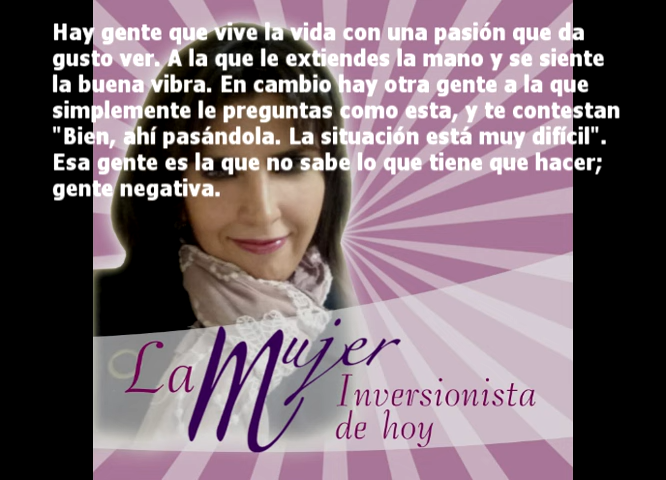 Hay gente que vive la vida con una pasión que da
gusto ver. A la que le extiendes la mano y se siente
la buena vibra. En cambio hay otra gente a la que
simplemente le preguntas como esta, y te contestan
"Bien, ahí pasándola. La situación está muy difícil".
Esa gente es la que no sabe lo que tiene que hacer;
gente negativa.
La Mujer
Inversionista
de hoy